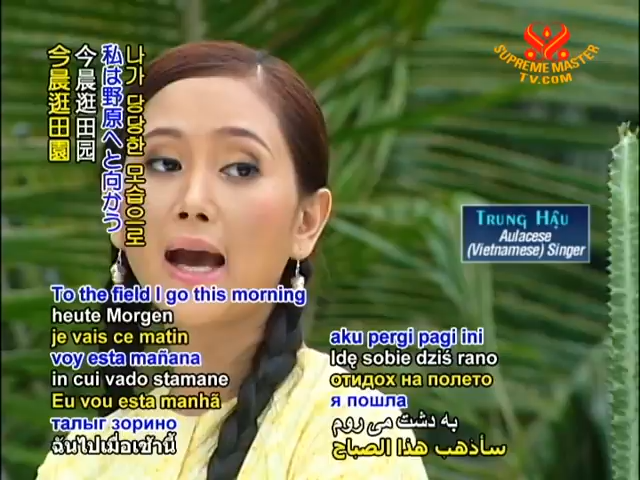 SUPREME MASTER
TV.COM
나가 당당한 모습으로
私は野原へと向かう
今晨逛田园
今晨逛田園
TRUNG HẬU
Aulacese
(Vietnamese) Singer
To the field I go this morning
heute Morgen
je vais ce matin
voy esta mañana
in cui vado stamane
Eu vou esta manhã
талыг зорино
ฉันไปเมื่อเช้านี้
aku pergi pagi ini
Idę sobie dziś rano
отидох на полето
я пошла
به دشت می روم
سأذهب هذا الصباح